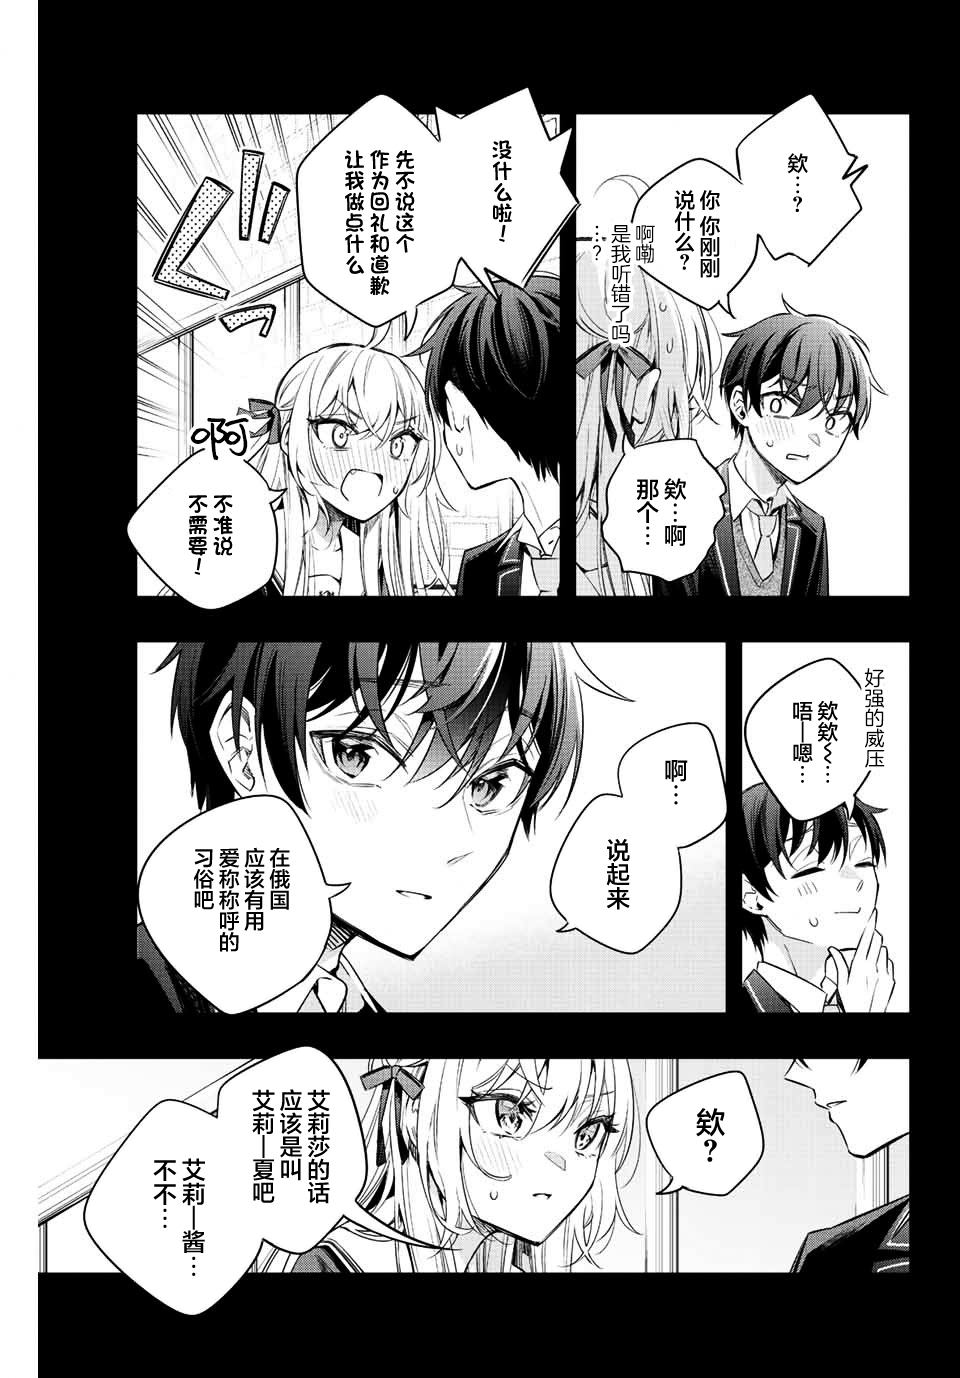 欸…?
你 你刚刚
说什么?
啊嘞
是我听错了吗
…?
欸…啊
那个…
没什么啦!
先不说这个
作为回礼和道歉
让我做点什么
啊
不准说
不需要!
好强的威压
欸欸~…
唔—嗯
啊…
说起来
在俄国
应该有用
爱称称呼的
习俗吧
欸?
艾莉莎的话
应该是叫
艾莉—夏吧
艾莉—酱…
不不…